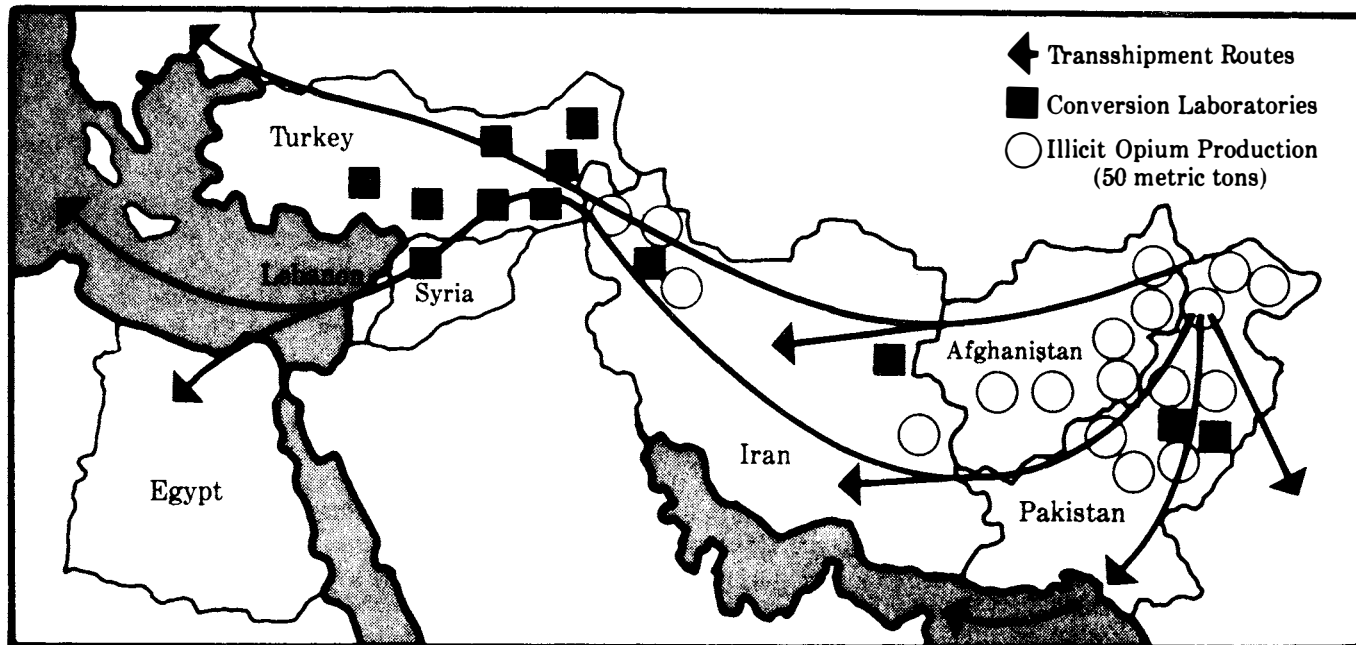 Transshipment Routes
Conversion Laboratories
Illicit Opium Production
(50 metric tons)
Turkey
Lebanon
Syria
Afghanistan
Iran
Egypt
Pakistan